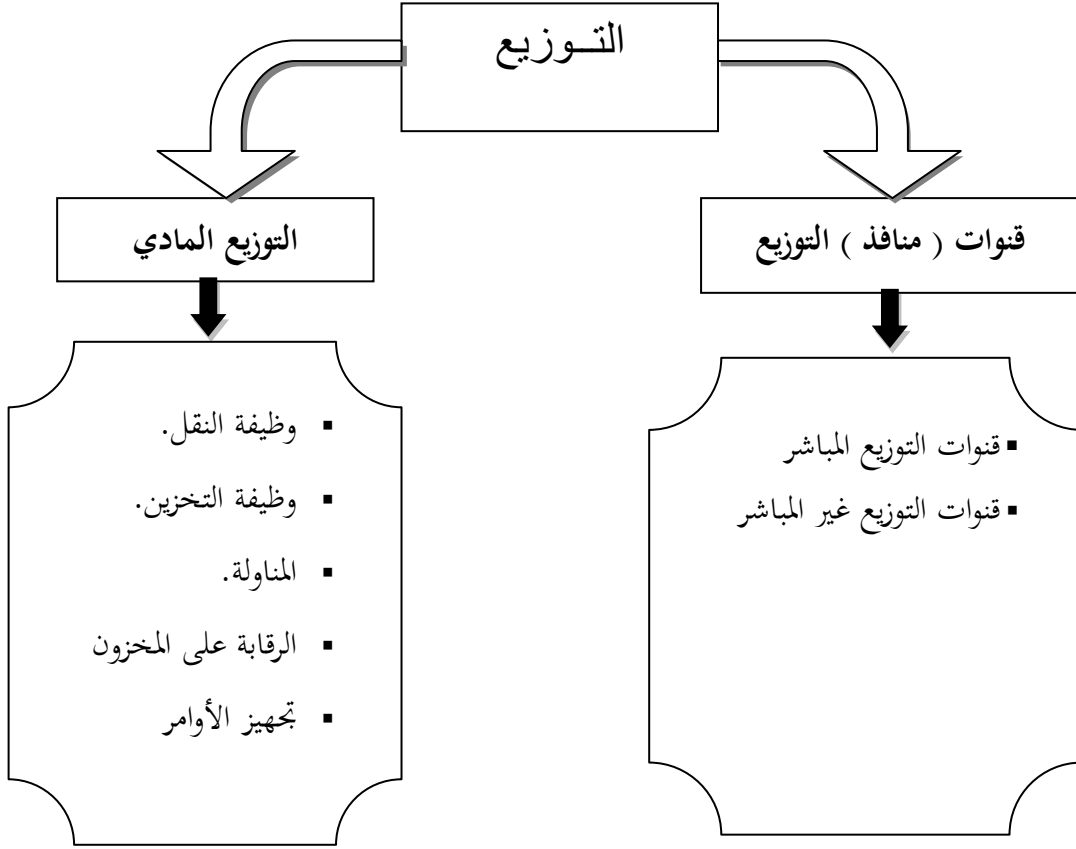 التــوزيع
قنوات ( منافذ ) التوزيع
التوزيع المادي
▪ قنوات التوزيع المباشر
▪ قنوات التوزيع غير المباشر
▪ وظيفة النقل.
▪ وظيفة التخزين.
▪ المناولة.
▪ الرقابة على المخزون
▪ تجهيز الأوامر